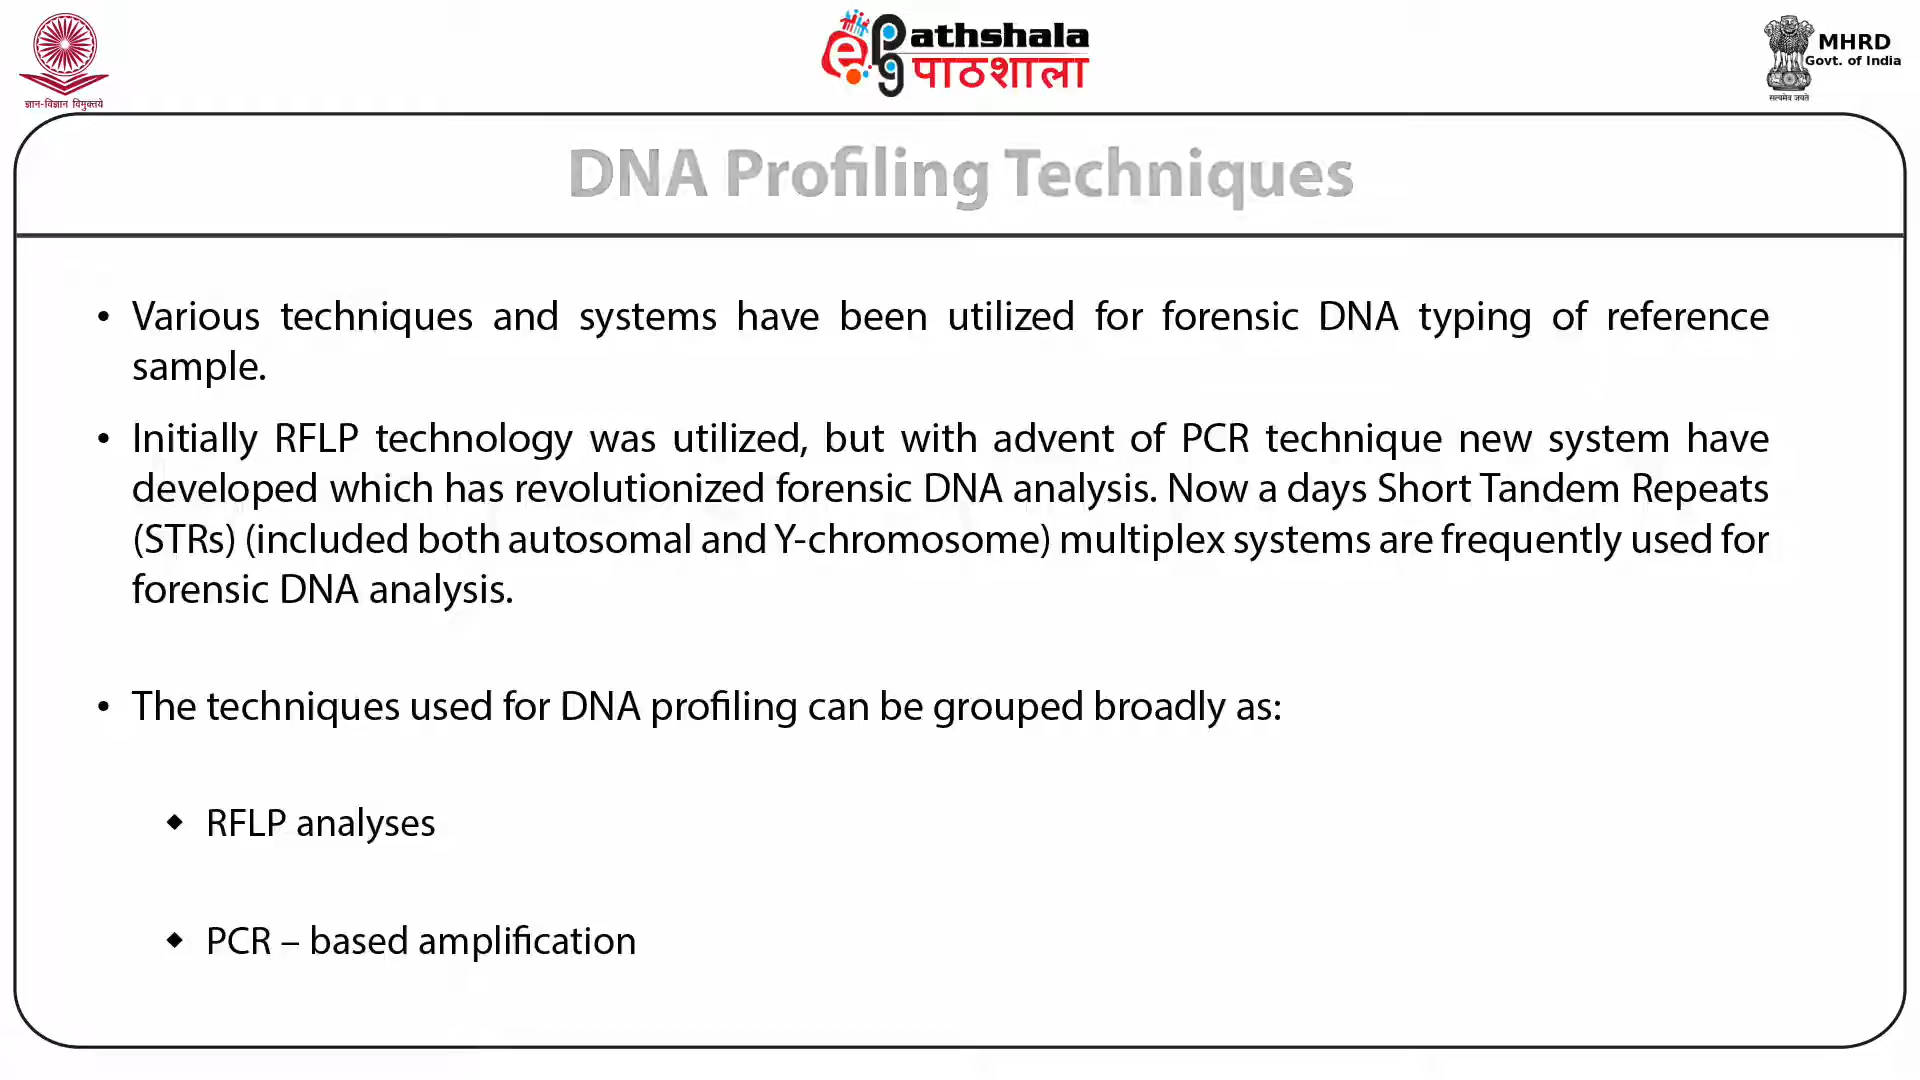 ज्ञान-विज्ञान विमुक्तये
ePG athshala
पाठशाला
MHRD
Govt. of India
सत्यमेव जयते
DNA Profiling Techniques
• Various techniques and systems have been utilized for forensic DNA typing of reference
sample.
• Initially RFLP technology was utilized, but with advent of PCR technique new system have
developed which has revolutionized forensic DNA analysis. Now a days Short Tandem Repeats
(STRs) (included both autosomal and Y-chromosome) multiplex systems are frequently used for
forensic DNA analysis.
• The techniques used for DNA profiling can be grouped broadly as:
◆ RFLP analyses
◆ PCR – based amplification